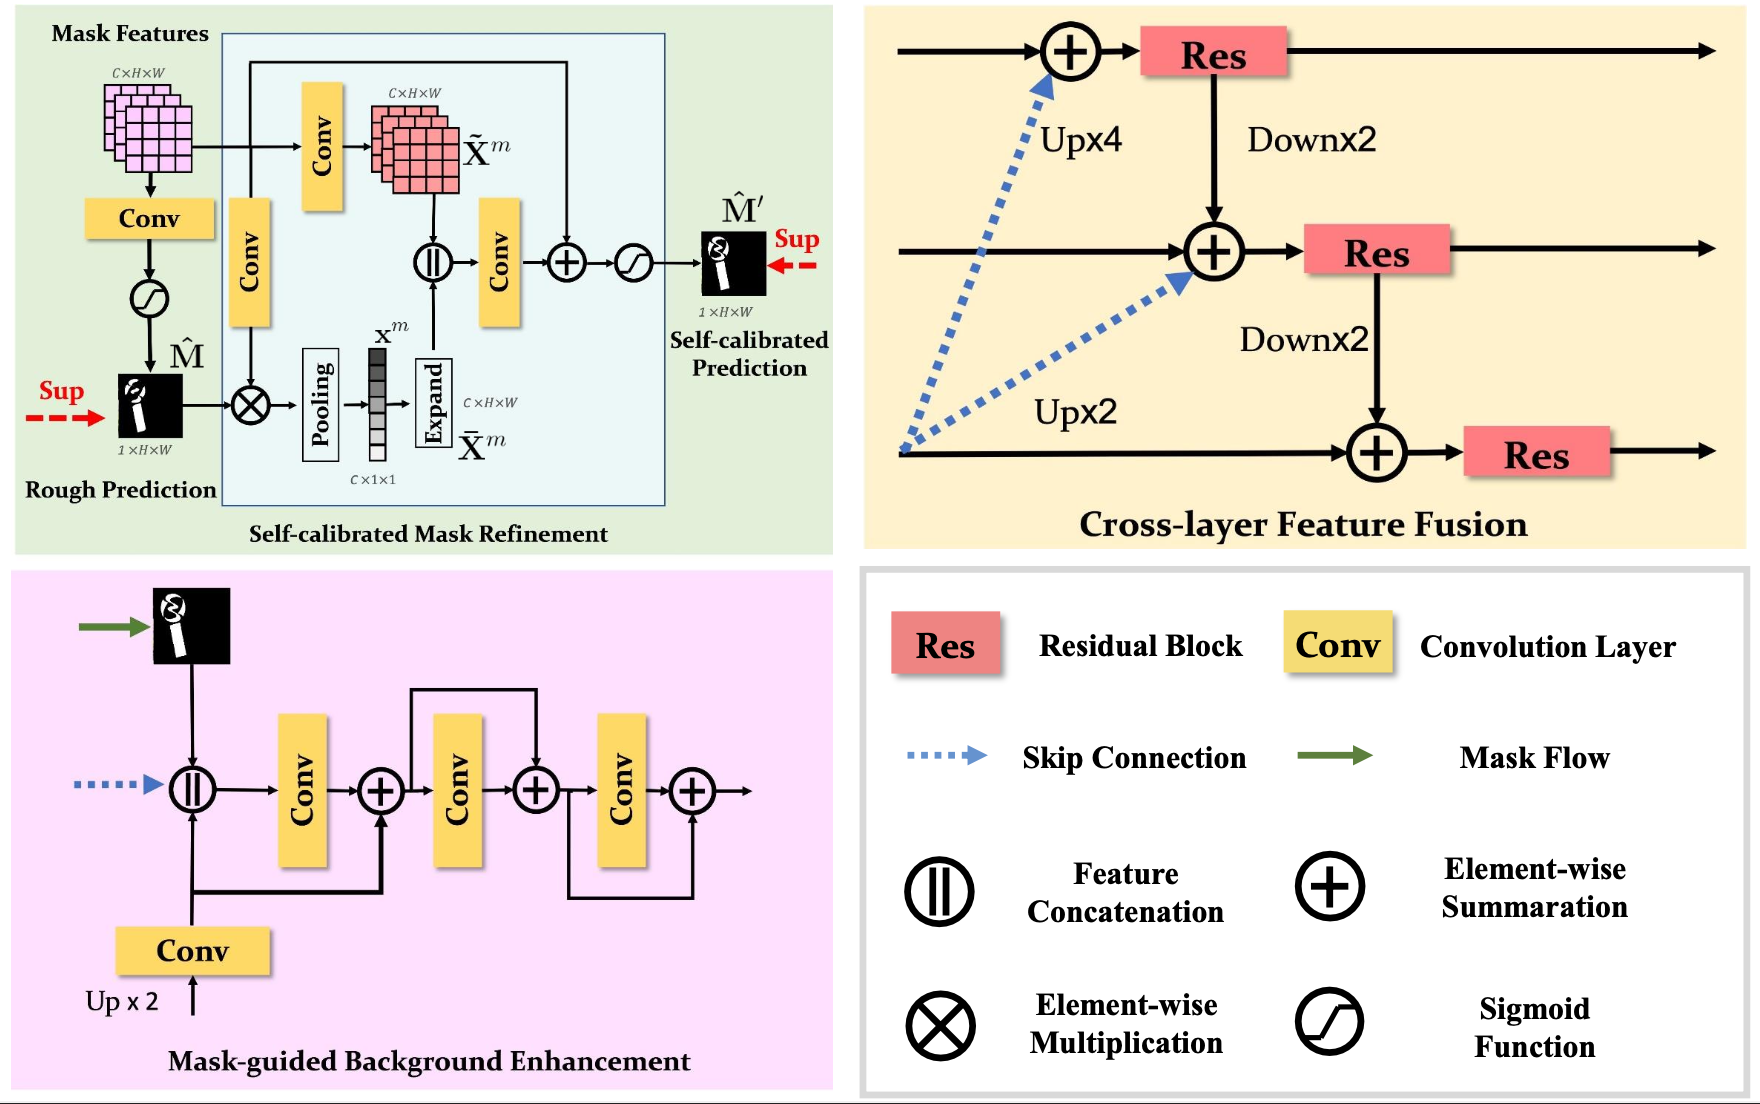 Mask Features
C×H×W
Conv
C×H×W
X̃ᵐ
Conv
Conv
Conv
M̂
Sup
1×H×W
Rough Prediction
Pooling
xᵐ
C×1×1
Expand
C×H×W
X̄ᵐ
M̂′
Sup
1×H×W
Self-calibrated
Prediction
Self-calibrated Mask Refinement
Res
Upx4
Downx2
Res
Downx2
Upx2
Res
Cross-layer Feature Fusion
Conv
Conv
Conv
Conv
Up x 2
Mask-guided Background Enhancement
Res
Residual Block
Conv
Convolution Layer
Skip Connection
Mask Flow
Feature
Concatenation
Element-wise
Summaration
Element-wise
Multiplication
Sigmoid
Function